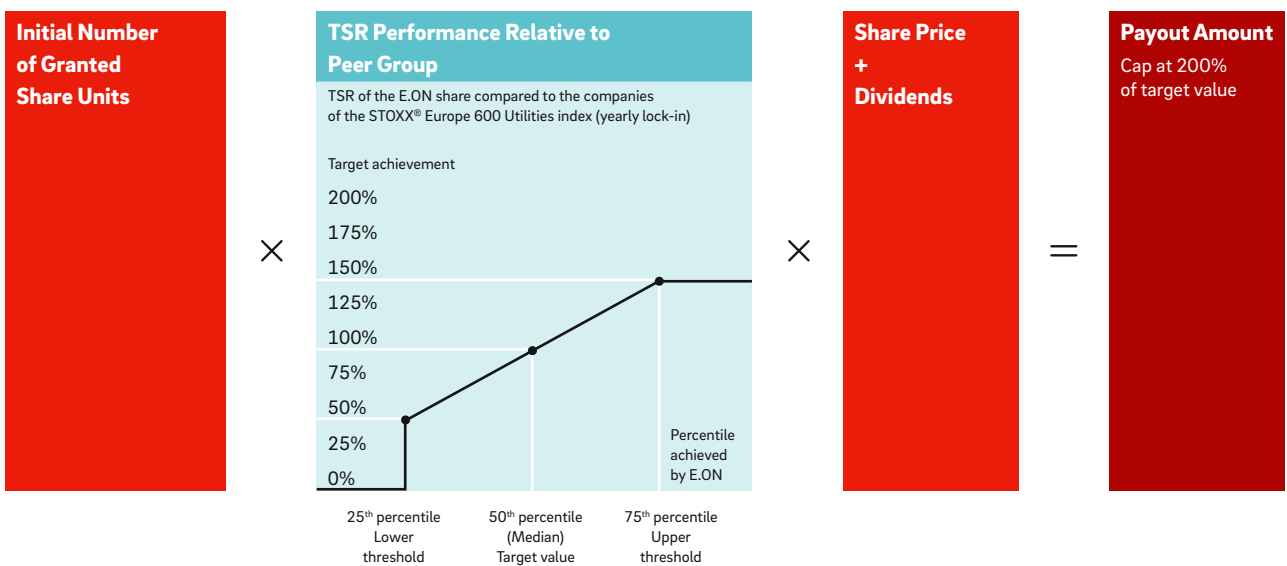 Initial Number
of Granted
Share Units
×
TSR Performance Relative to
Peer Group
TSR of the E.ON share compared to the companies
of the STOXX® Europe 600 Utilities index (yearly lock-in)
Target achievement
200%
175%
150%
125%
100%
75%
50%
25%
0%
Percentile
achieved
by E.ON
25th percentile
Lower
threshold
50th percentile
(Median)
Target value
75th percentile
Upper
threshold
×
Share Price
+
Dividends
=
Payout Amount
Cap at 200%
of target value